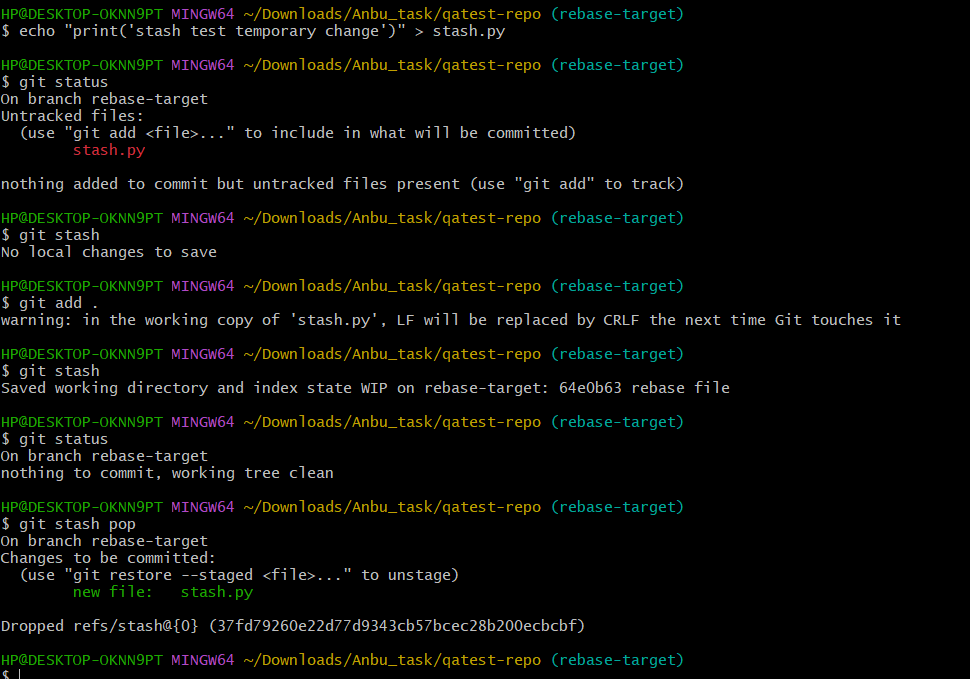 HP@DESKTOP-OKNN9PT MINGW64 ~/Downloads/Anbu_task/qatest-repo (rebase-target)
$ echo "print('stash test temporary change')" > stash.py
HP@DESKTOP-OKNN9PT MINGW64 ~/Downloads/Anbu_task/qatest-repo (rebase-target)
$ git status
On branch rebase-target
Untracked files:
  (use "git add <file>..." to include in what will be committed)
        stash.py
nothing added to commit but untracked files present (use "git add" to track)
HP@DESKTOP-OKNN9PT MINGW64 ~/Downloads/Anbu_task/qatest-repo (rebase-target)
$ git stash
No local changes to save
HP@DESKTOP-OKNN9PT MINGW64 ~/Downloads/Anbu_task/qatest-repo (rebase-target)
$ git add .
warning: in the working copy of 'stash.py', LF will be replaced by CRLF the next time Git touches it
HP@DESKTOP-OKNN9PT MINGW64 ~/Downloads/Anbu_task/qatest-repo (rebase-target)
$ git stash
Saved working directory and index state WIP on rebase-target: 64e0b63 rebase file
HP@DESKTOP-OKNN9PT MINGW64 ~/Downloads/Anbu_task/qatest-repo (rebase-target)
$ git status
On branch rebase-target
nothing to commit, working tree clean
HP@DESKTOP-OKNN9PT MINGW64 ~/Downloads/Anbu_task/qatest-repo (rebase-target)
$ git stash pop
On branch rebase-target
Changes to be committed:
  (use "git restore --staged <file>..." to unstage)
        new file:   stash.py
Dropped refs/stash@{0} (37fd79260e22d77d9343cb57bcec28b200ecbcbf)
HP@DESKTOP-OKNN9PT MINGW64 ~/Downloads/Anbu_task/qatest-repo (rebase-target)
$